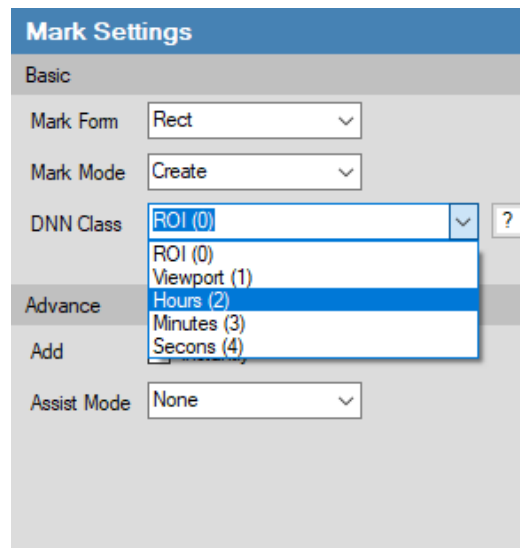 Mark Settings
Basic
Mark Form Rect
Mark Mode Create
DNN Class ROI (0) ?
ROI (0)
Viewport (1)
Hours (2)
Advance
Minutes (3)
Secons (4)
Add
Assist Mode None